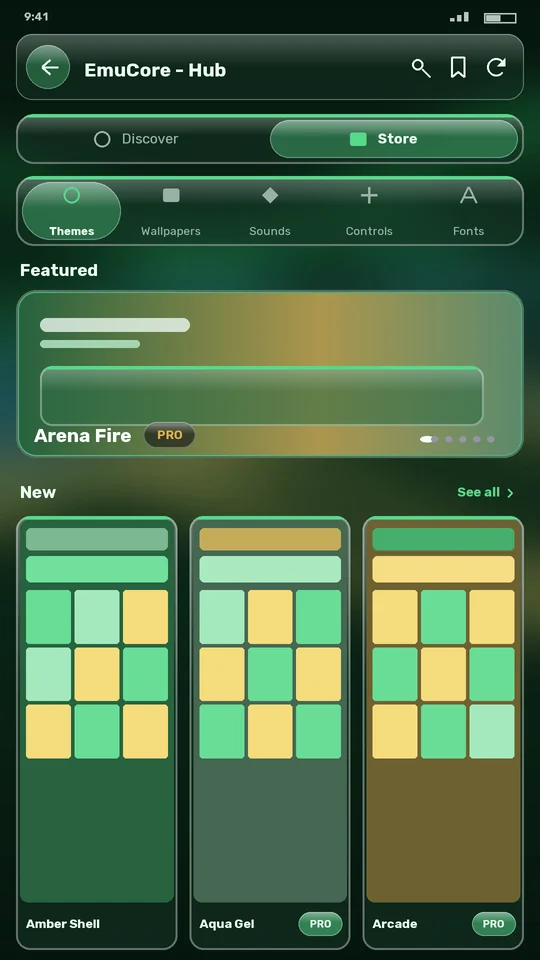 9:41
EmuCore - Hub
Discover
Store
Themes
Wallpapers
Sounds
Controls
Fonts
Featured
Arena Fire
PRO
New
See all
Amber Shell
Aqua Gel
PRO
Arcade
PRO